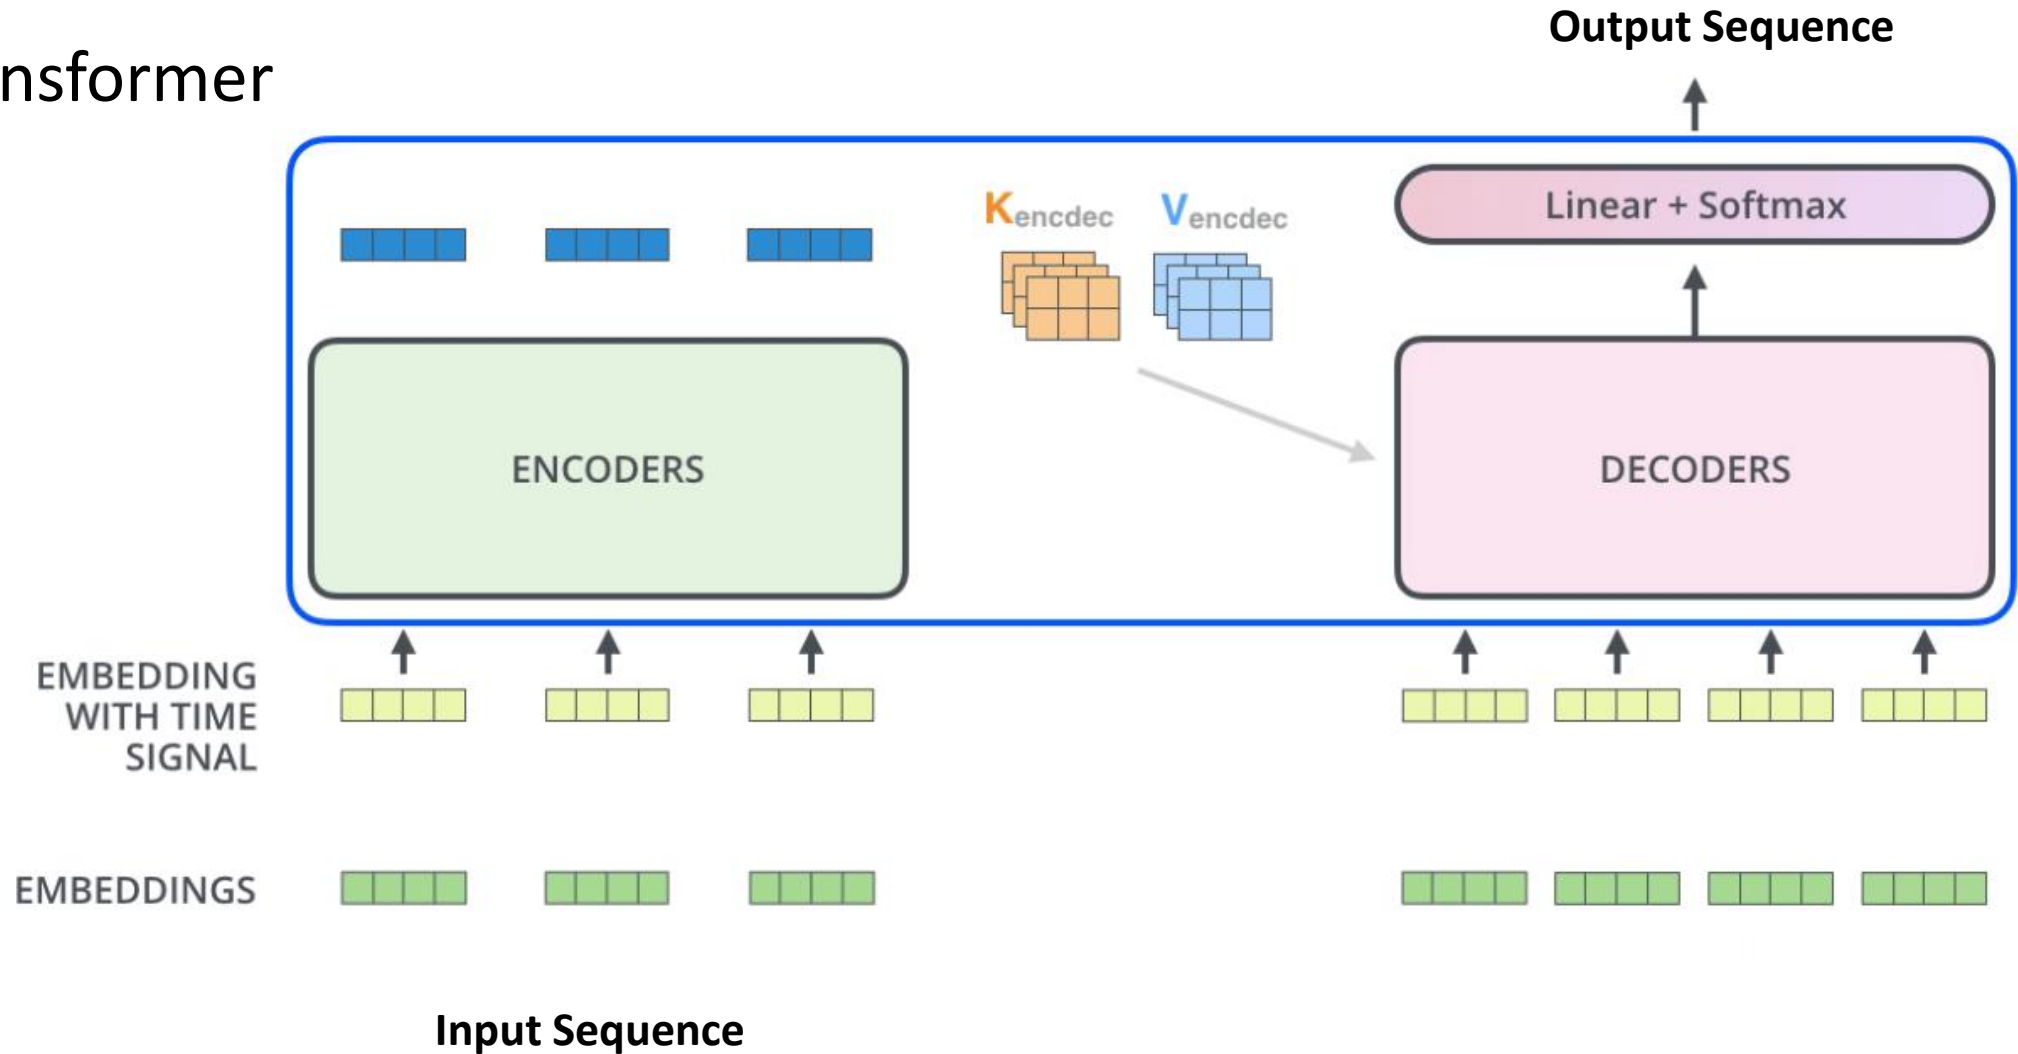 Output Sequence
nsformer
Kencdec Vencdec
Linear + Softmax
ENCODERS
DECODERS
EMBEDDING
WITH TIME
SIGNAL
EMBEDDINGS
Input Sequence